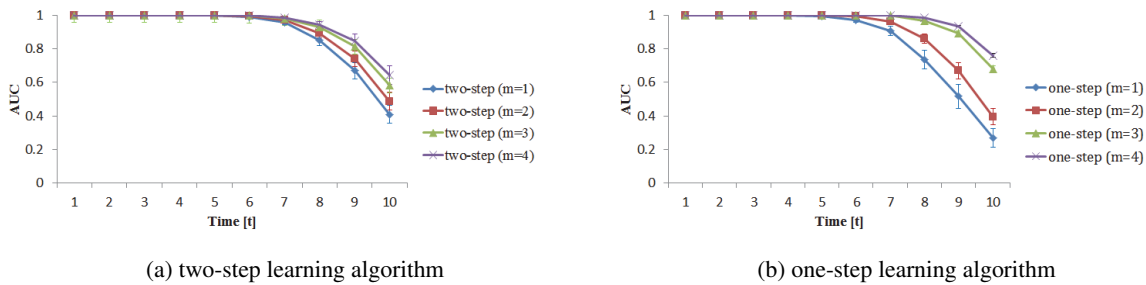 1
0.8
0.6
0.4
0.2
0
AUC
1 2 3 4 5 6 7 8 9 10
Time [t]
two-step (m=1)
two-step (m=2)
two-step (m=3)
two-step (m=4)
(a) two-step learning algorithm
1
0.8
0.6
0.4
0.2
0
AUC
1 2 3 4 5 6 7 8 9 10
Time [t]
one-step (m=1)
one-step (m=2)
one-step (m=3)
one-step (m=4)
(b) one-step learning algorithm